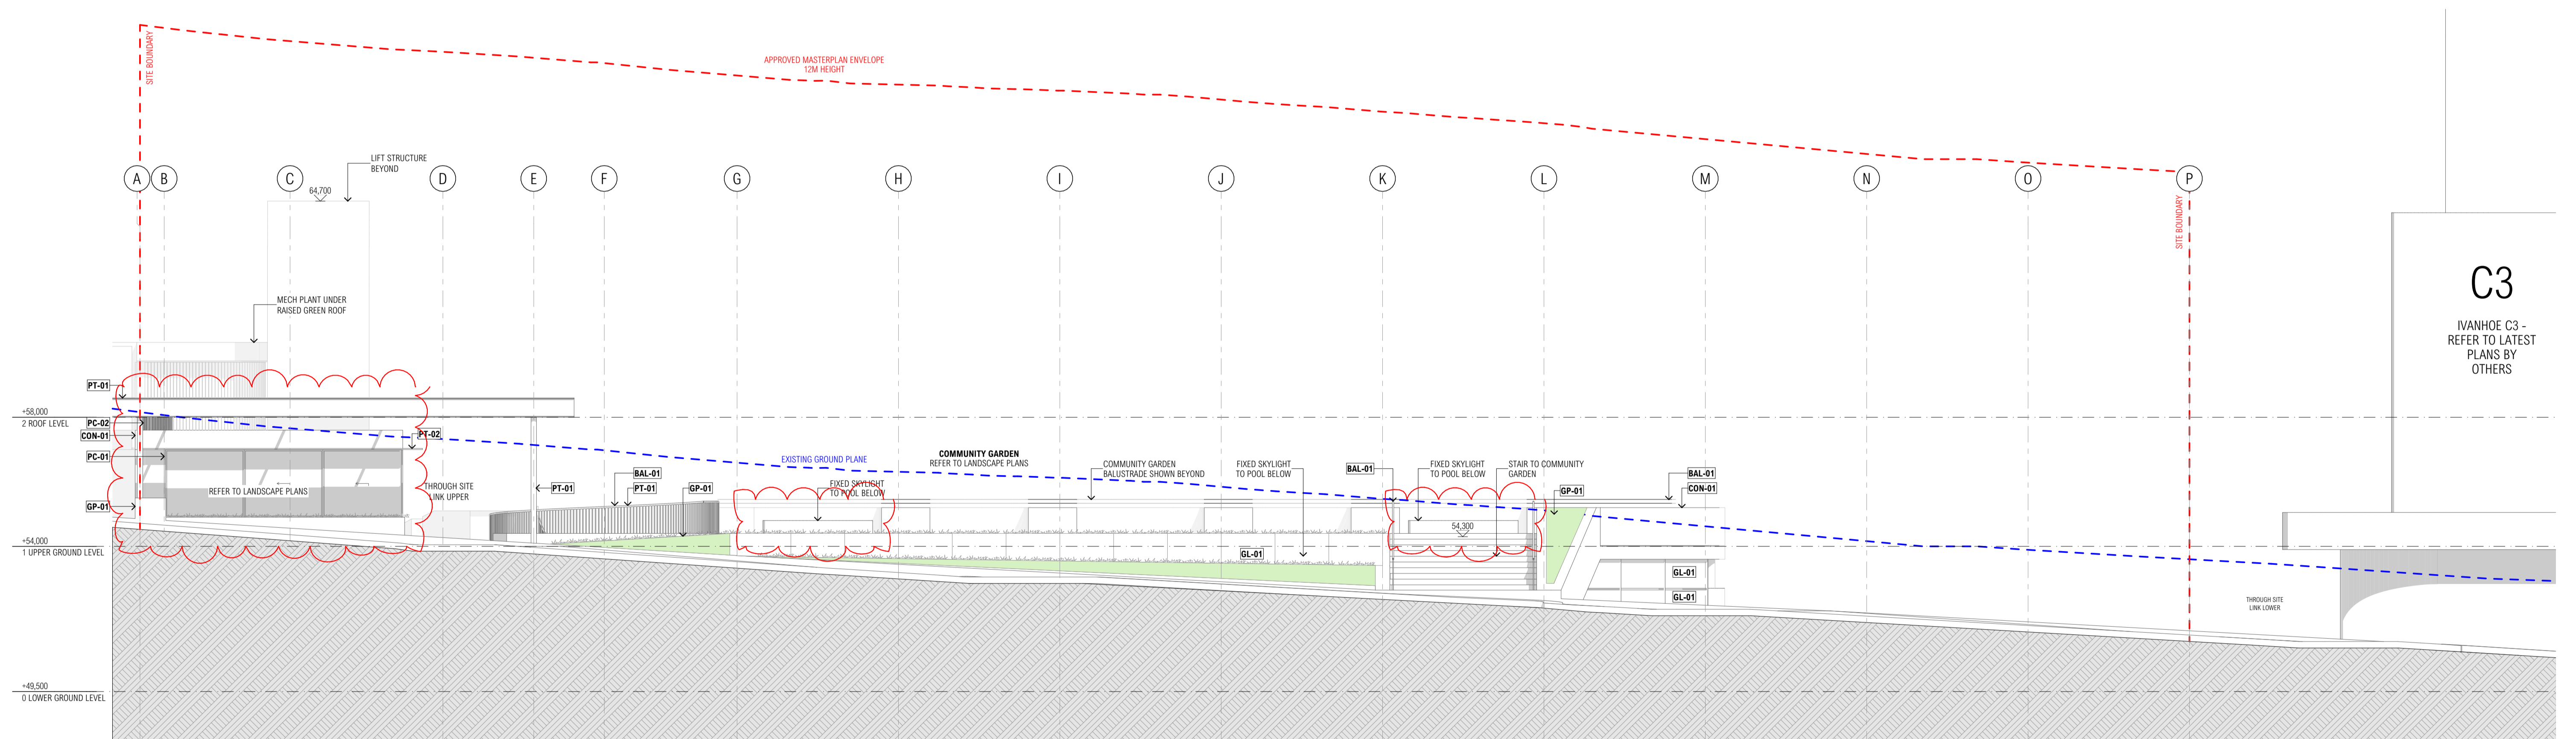 SITE BOUNDARY
APPROVED MASTERPLAN ENVELOPE
12M HEIGHT
LIFT STRUCTURE
BEYOND
A
B
C
D
E
F
G
H
I
J
K
L
M
N
O
P
64,700
SITE BOUNDARY
MECH PLANT UNDER
RAISED GREEN ROOF
C3
IVANHOE C3 -
REFER TO LATEST
PLANS BY
OTHERS
PT-01
+58,000
2 ROOF LEVEL
PC-02
CON-01
PT-02
PC-01
EXISTING GROUND PLANE
COMMUNITY GARDEN
REFER TO LANDSCAPE PLANS
COMMUNITY GARDEN
BALUSTRADE SHOWN BEYOND
FIXED SKYLIGHT
TO POOL BELOW
BAL-01
FIXED SKYLIGHT
TO POOL BELOW
STAIR TO COMMUNITY
GARDEN
BAL-01
BAL-01
REFER TO LANDSCAPE PLANS
THROUGH SITE
LINK UPPER
PT-01
PT-01
GP-01
FIXED SKYLIGHT
TO POOL BELOW
GP-01
CON-01
GP-01
54,300
+54,000
1 UPPER GROUND LEVEL
GL-01
GL-01
GL-01
THROUGH SITE
LINK LOWER
+49,500
0 LOWER GROUND LEVEL